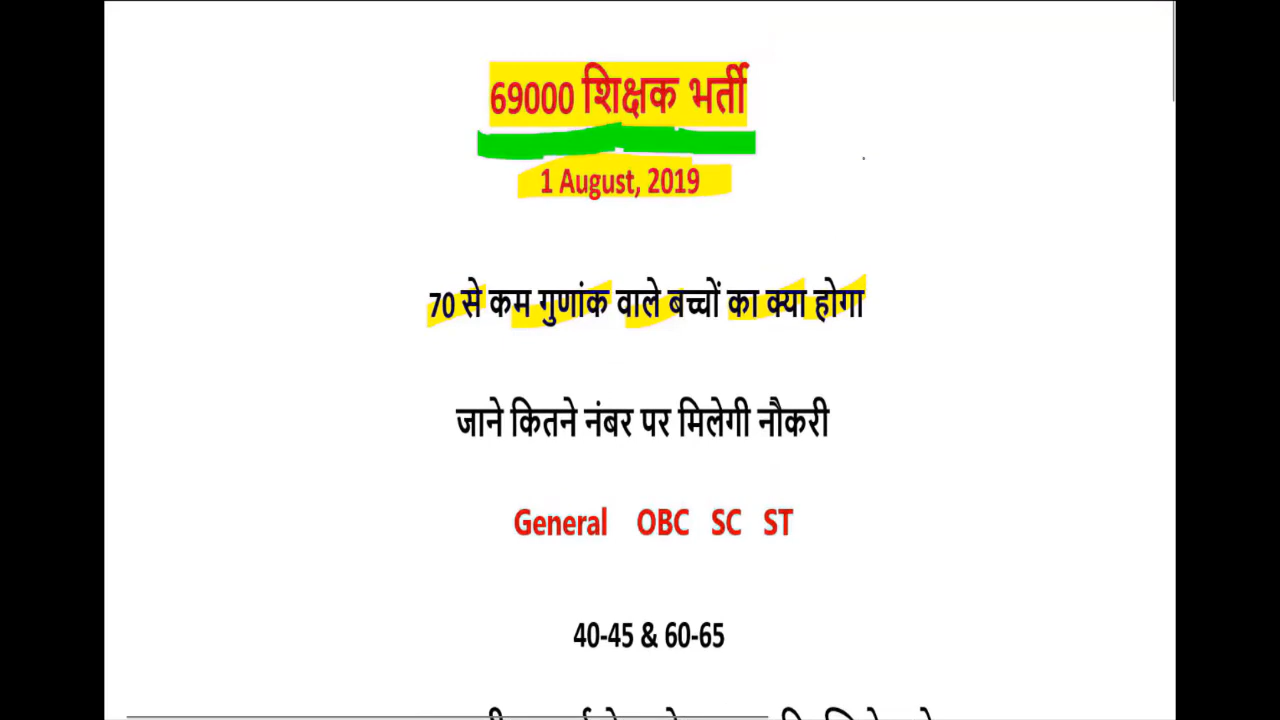 69000 शिक्षक भर्ती
1 August, 2019
70 से कम गुणांक वाले बच्चों का क्या होगा
जाने कितने नंबर पर मिलेगी नौकरी
General OBC SC ST
40-45 & 60-65